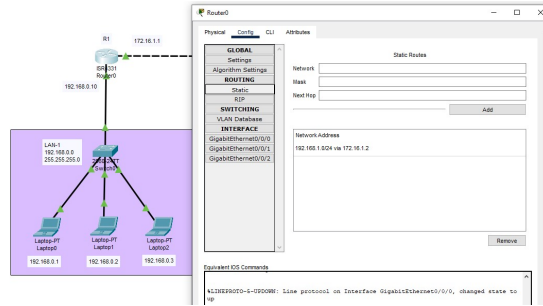 R1
172.16.1.1
ISR4331
Router0
192.168.0.10
LAN-1
192.168.0.0
255.255.255.0
Switch0
Laptop-PT
Laptop0
Laptop-PT
Laptop1
Laptop-PT
Laptop2
192.168.0.1
192.168.0.2
192.168.0.3
Router0
Physical Config CLI Attributes
GLOBAL
Settings
Algorithm Settings
ROUTING
Static
RIP
SWITCHING
VLAN Database
INTERFACE
GigabitEthernet0/0/0
GigabitEthernet0/0/1
GigabitEthernet0/0/2
Static Routes
Network
Mask
Next Hop
Add
Network Address
192.168.1.0/24 via 172.16.1.2
Remove
Equivalent IOS Commands
%LINEPROTO-5-UPDOWN: Line protocol on Interface GigabitEthernet0/0/0, changed state to
up